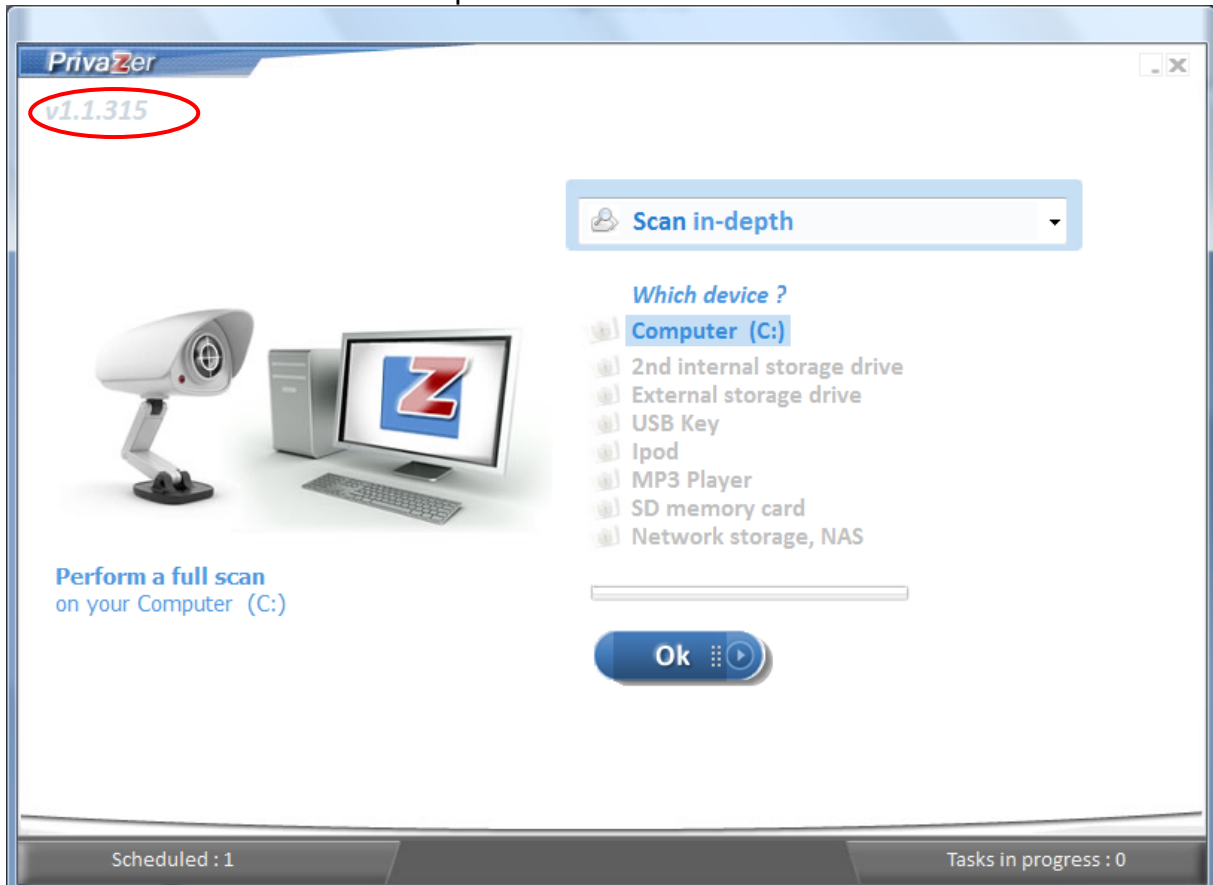 PrivaZer
v1.1.315
Scan in-depth
Which device ?
Computer (C:)
2nd internal storage drive
External storage drive
USB Key
Ipod
MP3 Player
SD memory card
Network storage, NAS
Perform a full scan
on your Computer (C:)
Ok
Scheduled : 1
Tasks in progress : 0